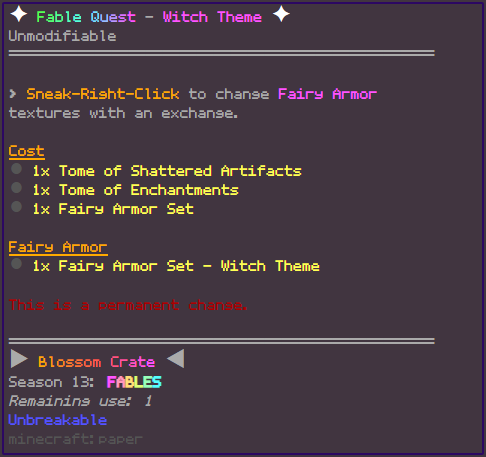 ✦ Fable Quest - Witch Theme ✦
Unmodifiable
> Sneak-Right-Click to change Fairy Armor
textures with an exchange.
Cost
● 1x Tome of Shattered Artifacts
● 1x Tome of Enchantments
● 1x Fairy Armor Set
Fairy Armor
● 1x Fairy Armor Set - Witch Theme
This is a permanent change.
▶ Blossom Crate ◀
Season 13: FABLES
Remaining use: 1
Unbreakable
minecraft:paper